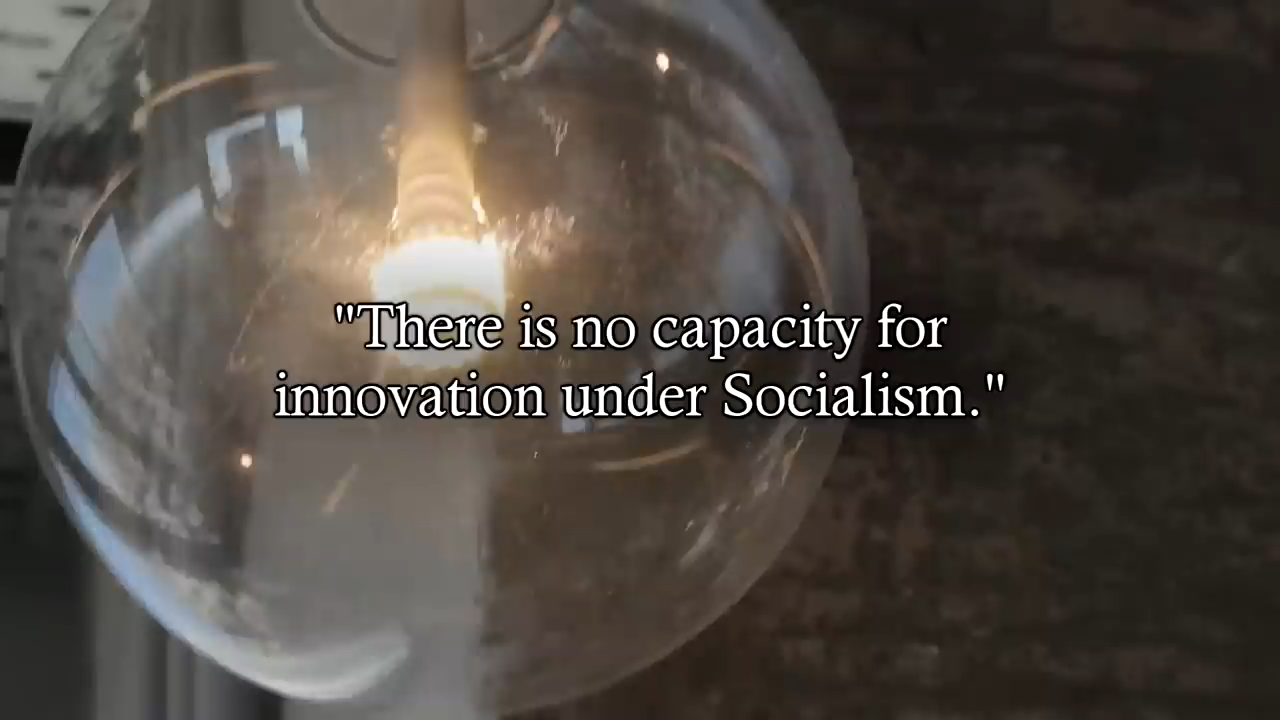 "There is no capacity for
innovation under Socialism."